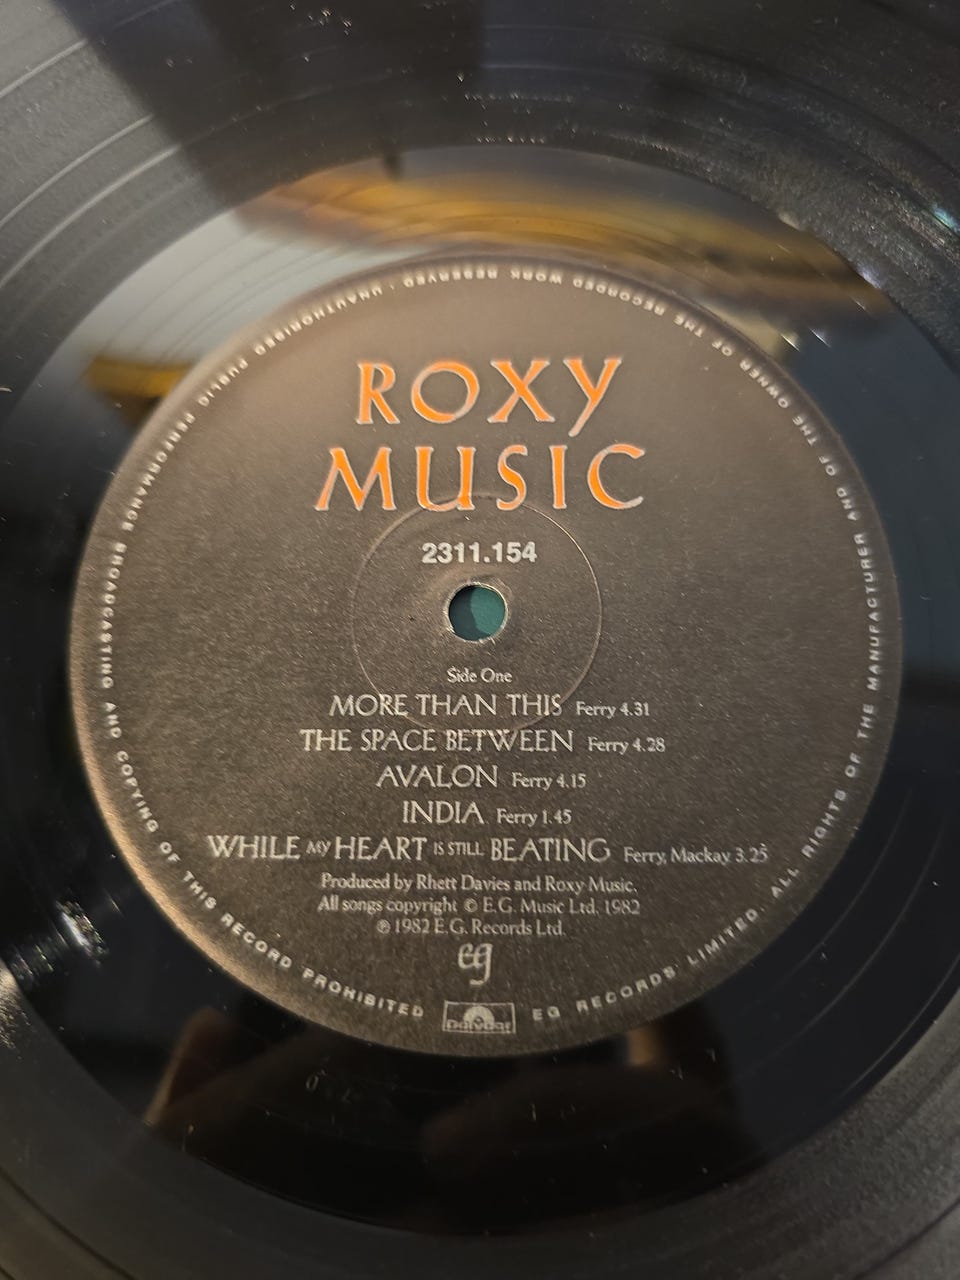 ROXY
MUSIC
2311.154
Side One
MORE THAN THIS Ferry 4.31
THE SPACE BETWEEN Ferry 4.28
AVALON Ferry 4.15
INDIA Ferry 1.45
WHILE MY HEART IS STILL BEATING Ferry, Mackay 3.25
Produced by Rhett Davies and Roxy Music.
All songs copyright © E.G. Music Ltd. 1982
℗ 1982 E.G. Records Ltd.
eg
Polydor
EG RECORDS LIMITED. ALL RIGHTS OF THE MANUFACTURER AND OF THE OWNER OF THE RECORDED WORK RESERVED · UNAUTHORISED PUBLIC PERFORMANCE BROADCASTING AND COPYING OF THIS RECORD PROHIBITED